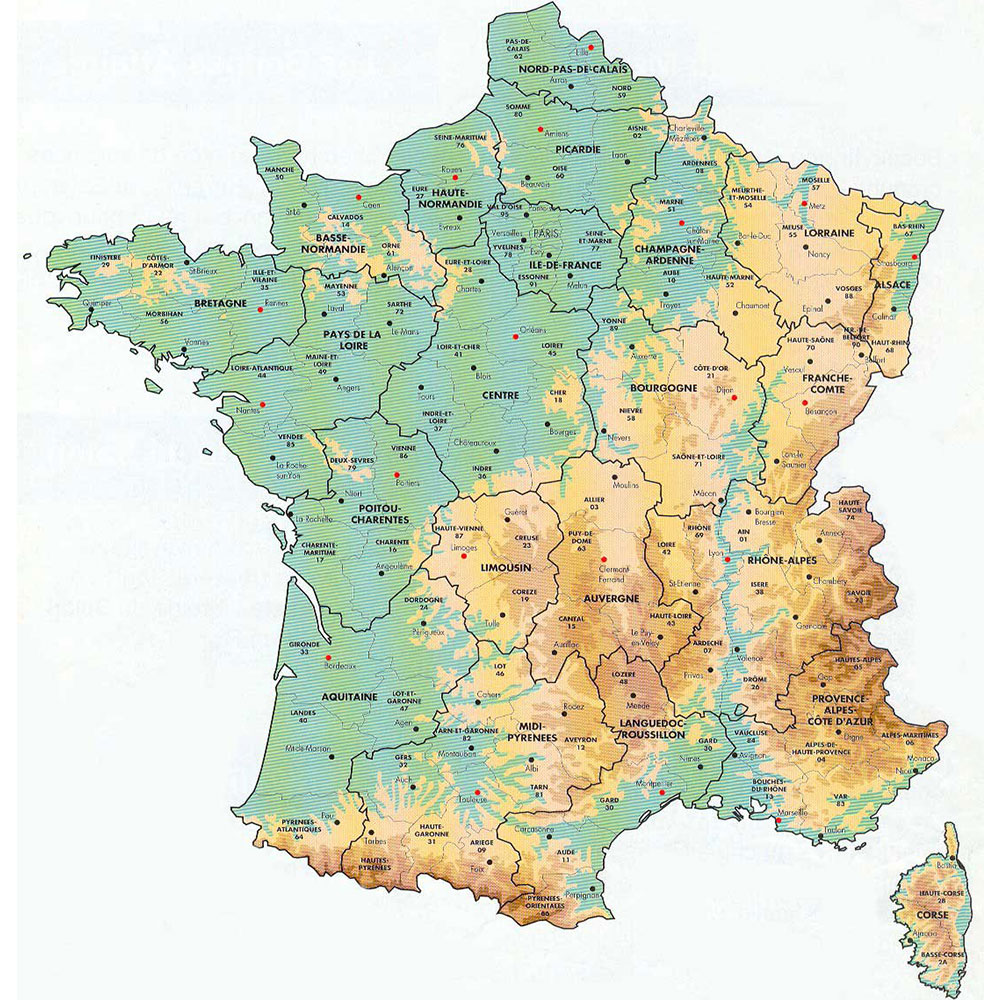 PAS-DE-
CALAIS
62
Lille
NORD-PAS-DE-CALAIS
Arras
NORD
59
SOMME
80
Amiens
AISNE
02
Charleville
Mézières
SEINE-MARITIME
76
PICARDIE
Laon
ARDENNES
08
OISE
60
Rouen
Beauvais
MANCHE
50
EURE
27
HAUTE-
NORMANDIE
MOSELLE
57
MEURTHE-
ET-MOSELLE
54
Metz
Caen
St-Lô
CALVADOS
14
Evreux
VAL D'OISE
95
Pontoise
MARNE
51
Châlon
sur-Marne
MEUSE
55
LORRAINE
Bar-le-Duc
Nancy
BAS-RHIN
67
Strasbourg
BASSE-
NORMANDIE
ORNE
61
Versailles
PARIS
YVELINES
78
Evry
SEINE-
ET-MARNE
77
ILE-DE-FRANCE
CHAMPAGNE
ARDENNE
FINISTERE
29
CÔTES-
D'ARMOR
22
St-Brieux
ILLE-ET
VILAINE
35
Alençon
EURE-ET-LOIRE
28
Chartes
ESSONNE
91
Melun
AUBE
10
Troyes
HAUTE-MARNE
52
Chaumont
VOSGES
88
Epinal
ALSACE
Colmar
Quimper
MORBIHAN
56
BRETAGNE
Rennes
MAYENNE
53
Laval
SARTHE
72
Le Mans
PAYS DE LA
LOIRE
Vannes
Orléans
LOIR-ET-CHER
41
LOIRET
45
YONNE
89
Auxerre
TER.-DE
BELFORT
90
Belfort
HAUT-RHIN
68
HAUTE-SAÔNE
70
Vesoul
LOIRE-ATLANTIQUE
44
MAINE-ET-
LOIRE
49
Angers
Tours
Blois
CENTRE
CHER
18
BOURGOGNE
CÔTE-D'OR
21
Dijon
FRANCHE-
COMTE
Besançon
Nantes
INDRE-ET-
LOIRE
37
NIEVRE
58
Bourges
Nevers
VENDEE
85
La Roche-
sur-Yon
DEUX-SEVRES
79
VIENNE
86
Poitiers
Châteauroux
INDRE
36
SAÔNE-ET-LOIRE
71
Lons-le
Saunier
Moulins
Mâcon
Niort
La Rochelle
POITOU-
CHARENTES
ALLIER
03
Bourg-en
Bresse
HAUTE
SAVOIE
74
Guéret
HAUTE-VIENNE
87
Limoges
CREUSE
23
PUY-DE
DOME
63
LOIRE
42
RHÔNE
69
AIN
01
Annecy
CHARENTE-
MARITIME
17
CHARENTE
16
Angoulême
LIMOUSIN
Clermont
Ferrand
Lyon
RHÔNE-ALPES
Chambéry
St-Etienne
ISERE
38
SAVOIE
73
DORDOGNE
24
Périgueux
COREZE
19
Tulle
AUVERGNE
CANTAL
15
Aurillac
HAUTE-LOIRE
43
Le Puy-
en-Velay
Grenoble
ARDECHE
07
Valence
HAUTES-ALPES
05
Gap
GIRONDE
33
Bordeaux
LOT
46
Cahors
LOZERE
48
Mende
Privas
DRÔME
26
AQUITAINE
LOT-ET-
GARONNE
47
Agen
LANDES
40
Mt-de-Marsan
Rodez
MIDI-
PYRENEES
AVEYRON
12
LANGUEDOC
ROUSSILLON
PROVENCE-
ALPES-
CÔTE D'AZUR
Digne
TARN-ET-GARONNE
82
Montauban
GARD
30
Nimes
VAUCLUSE
84
Avignon
ALPES-DE-
HAUTE-PROVENCE
04
ALPES-MARITIMES
06
Monaco
Nice
GERS
32
Auch
Toulouse
Albi
TARN
81
GARD
30
Montpellier
BOUCHES-
DU RHÔNE
13
Marseille
VAR
83
Toulon
PYRENEES-
ATLANTIQUES
64
Pau
Tarbes
HAUTES-
PYRENEES
HAUTE-
GARONNE
31
ARIEGE
09
Foix
Carcasonne
AUDE
11
Perpignan
PYRENEES-
ORIENTALES
66
Bastia
HAUTE-CORSE
2B
CORSE
Ajaccio
BASSE-CORSE
2A